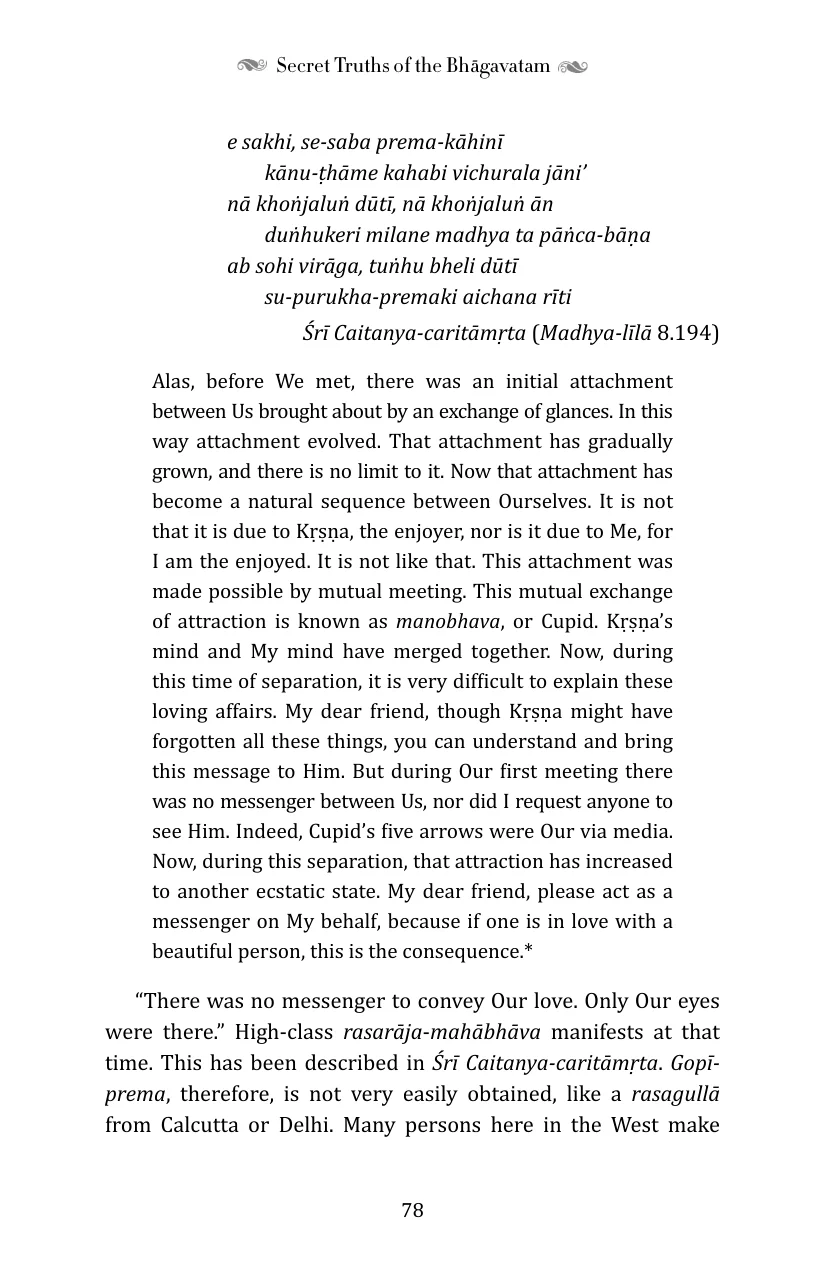 Secret Truths of the Bhāgavatam
e sakhi, se-saba prema-kāhinī
kānu-ṭhāme kahabi vichurala jāni’
nā khoṅjaluṅ dūtī, nā khoṅjaluṅ ān
duṅhukeri milane madhya ta pāṅca-bāṇa
ab sohi virāga, tuṅhu bheli dūtī
su-purukha-premaki aichana rīti
Śrī Caitanya-caritāmṛta (Madhya-līlā 8.194)
Alas, before We met, there was an initial attachment
between Us brought about by an exchange of glances. In this
way attachment evolved. That attachment has gradually
grown, and there is no limit to it. Now that attachment has
become a natural sequence between Ourselves. It is not
that it is due to Kṛṣṇa, the enjoyer, nor is it due to Me, for
I am the enjoyed. It is not like that. This attachment was
made possible by mutual meeting. This mutual exchange
of attraction is known as manobhava, or Cupid. Kṛṣṇa’s
mind and My mind have merged together. Now, during
this time of separation, it is very difficult to explain these
loving affairs. My dear friend, though Kṛṣṇa might have
forgotten all these things, you can understand and bring
this message to Him. But during Our first meeting there
was no messenger between Us, nor did I request anyone to
see Him. Indeed, Cupid’s five arrows were Our via media.
Now, during this separation, that attraction has increased
to another ecstatic state. My dear friend, please act as a
messenger on My behalf, because if one is in love with a
beautiful person, this is the consequence.*
“There was no messenger to convey Our love. Only Our eyes
were there.” High-class rasarāja-mahābhāva manifests at that
time. This has been described in Śrī Caitanya-caritāmṛta. Gopī-
prema, therefore, is not very easily obtained, like a rasagullā
from Calcutta or Delhi. Many persons here in the West make
78